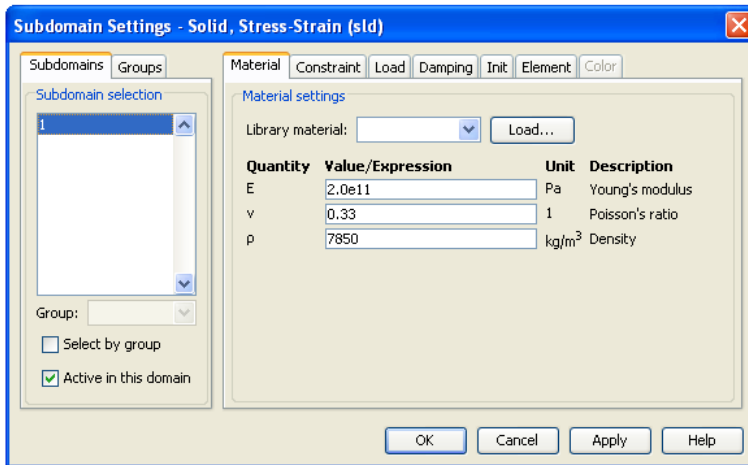 Subdomain Settings - Solid, Stress-Strain (sld)
Subdomains Groups
Subdomain selection
1
Group:
Select by group
Active in this domain
Material Constraint Load Damping Init Element Color
Material settings
Library material: Load...
Quantity Value/Expression Unit Description
E 2.0e11 Pa Young's modulus
ν 0.33 1 Poisson's ratio
ρ 7850 kg/m³ Density
OK Cancel Apply Help